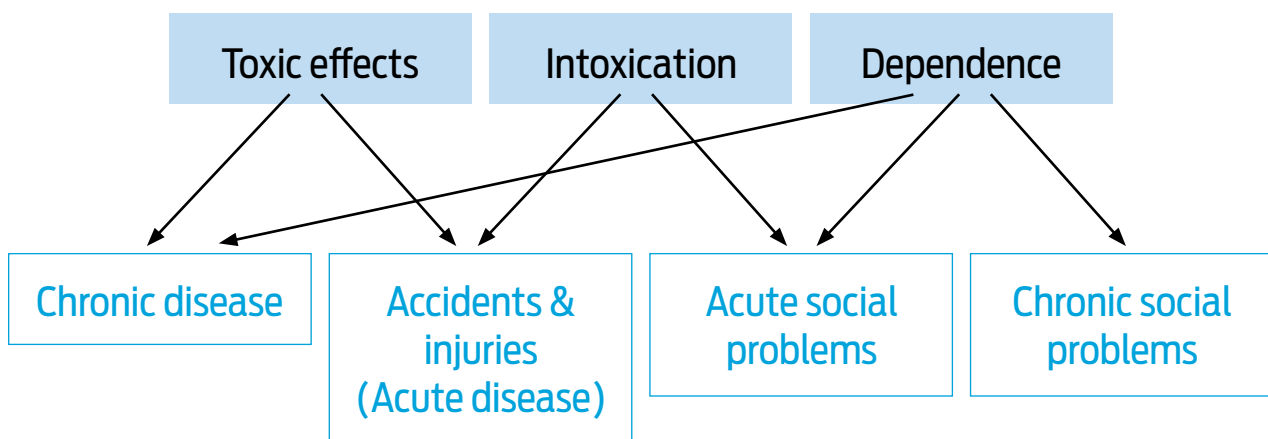 Toxic effects
Intoxication
Dependence
Chronic disease
Accidents &
injuries
(Acute disease)
Acute social
problems
Chronic social
problems